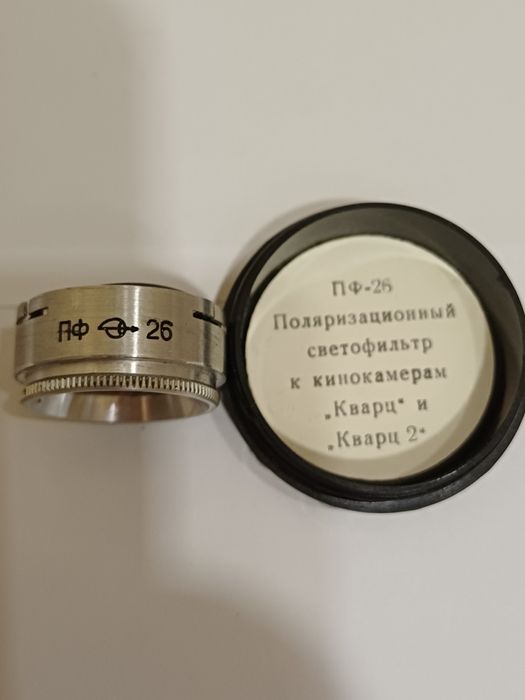 ПФ 26
ПФ-26
Поляризационный
светофильтр
к кинокамерам
„Кварц“ и
„Кварц 2“